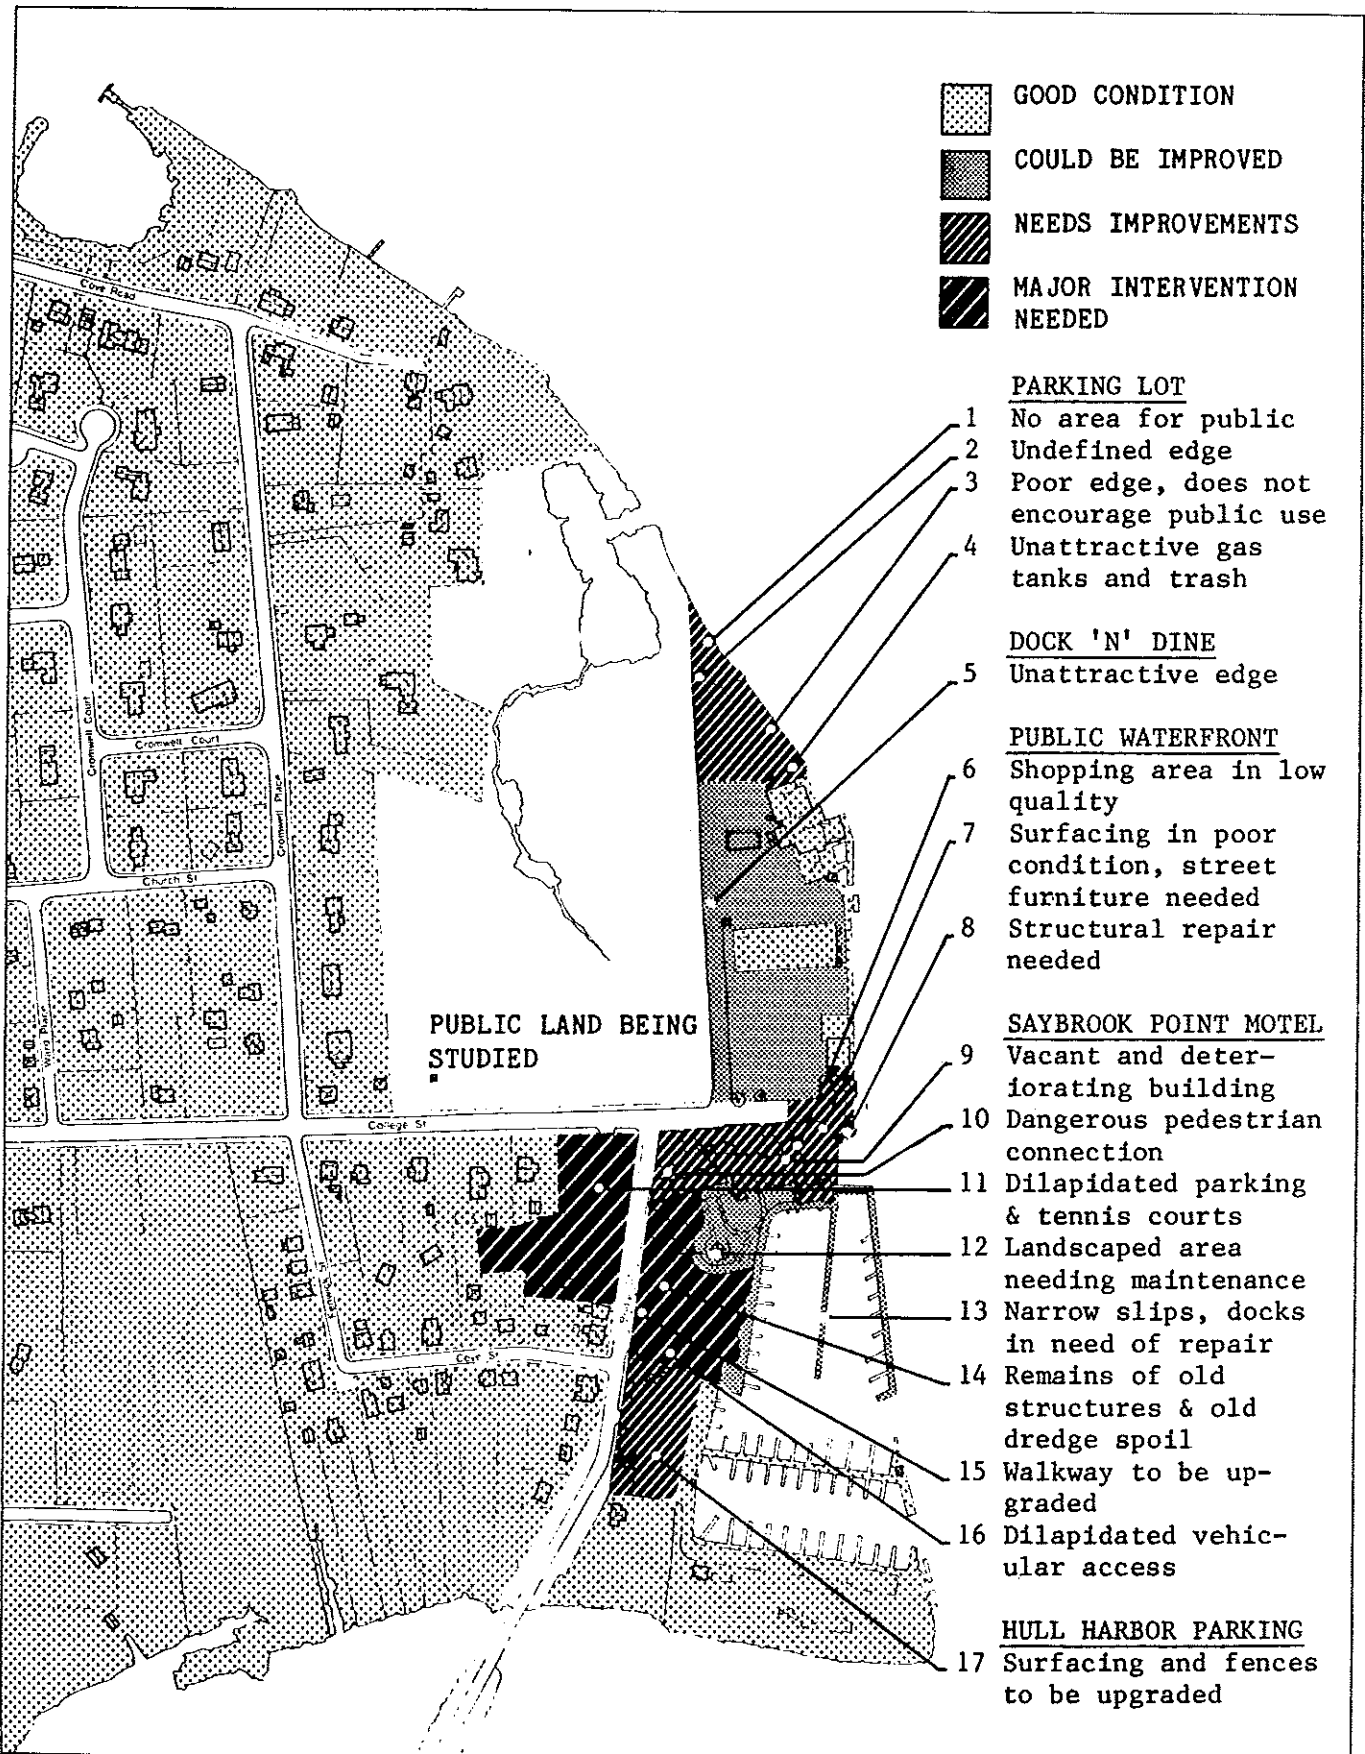 GOOD CONDITION
COULD BE IMPROVED
NEEDS IMPROVEMENTS
MAJOR INTERVENTION
NEEDED
PARKING LOT
1 No area for public
2 Undefined edge
3 Poor edge, does not
encourage public use
4 Unattractive gas
tanks and trash
DOCK 'N' DINE
5 Unattractive edge
PUBLIC WATERFRONT
6 Shopping area in low
quality
7 Surfacing in poor
condition, street
furniture needed
8 Structural repair
needed
SAYBROOK POINT MOTEL
9 Vacant and deter-
iorating building
10 Dangerous pedestrian
connection
11 Dilapidated parking
& tennis courts
12 Landscaped area
needing maintenance
13 Narrow slips, docks
in need of repair
14 Remains of old
structures & old
dredge spoil
15 Walkway to be up-
graded
16 Dilapidated vehic-
ular access
HULL HARBOR PARKING
17 Surfacing and fences
to be upgraded
Cove Road
Cromwell Court
Cromwell Court
Cromwell Place
Church St
PUBLIC LAND BEING
STUDIED
College St